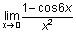 lim x→0 (1 − cos6x) / x²